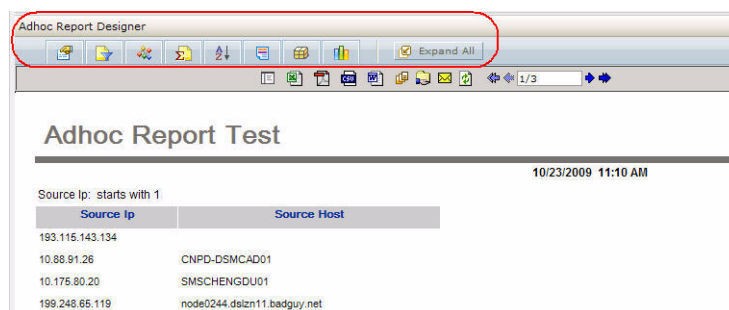 Adhoc Report Designer
Expand All
1/3
Adhoc Report Test
10/23/2009 11:10 AM
Source Ip: starts with 1
Source Ip Source Host
193.115.143.134
10.88.91.26 CNPD-DSMCAD01
10.175.80.20 SMSCHENGDU01
199.248.65.119 node0244.dslzn11.badguy.net